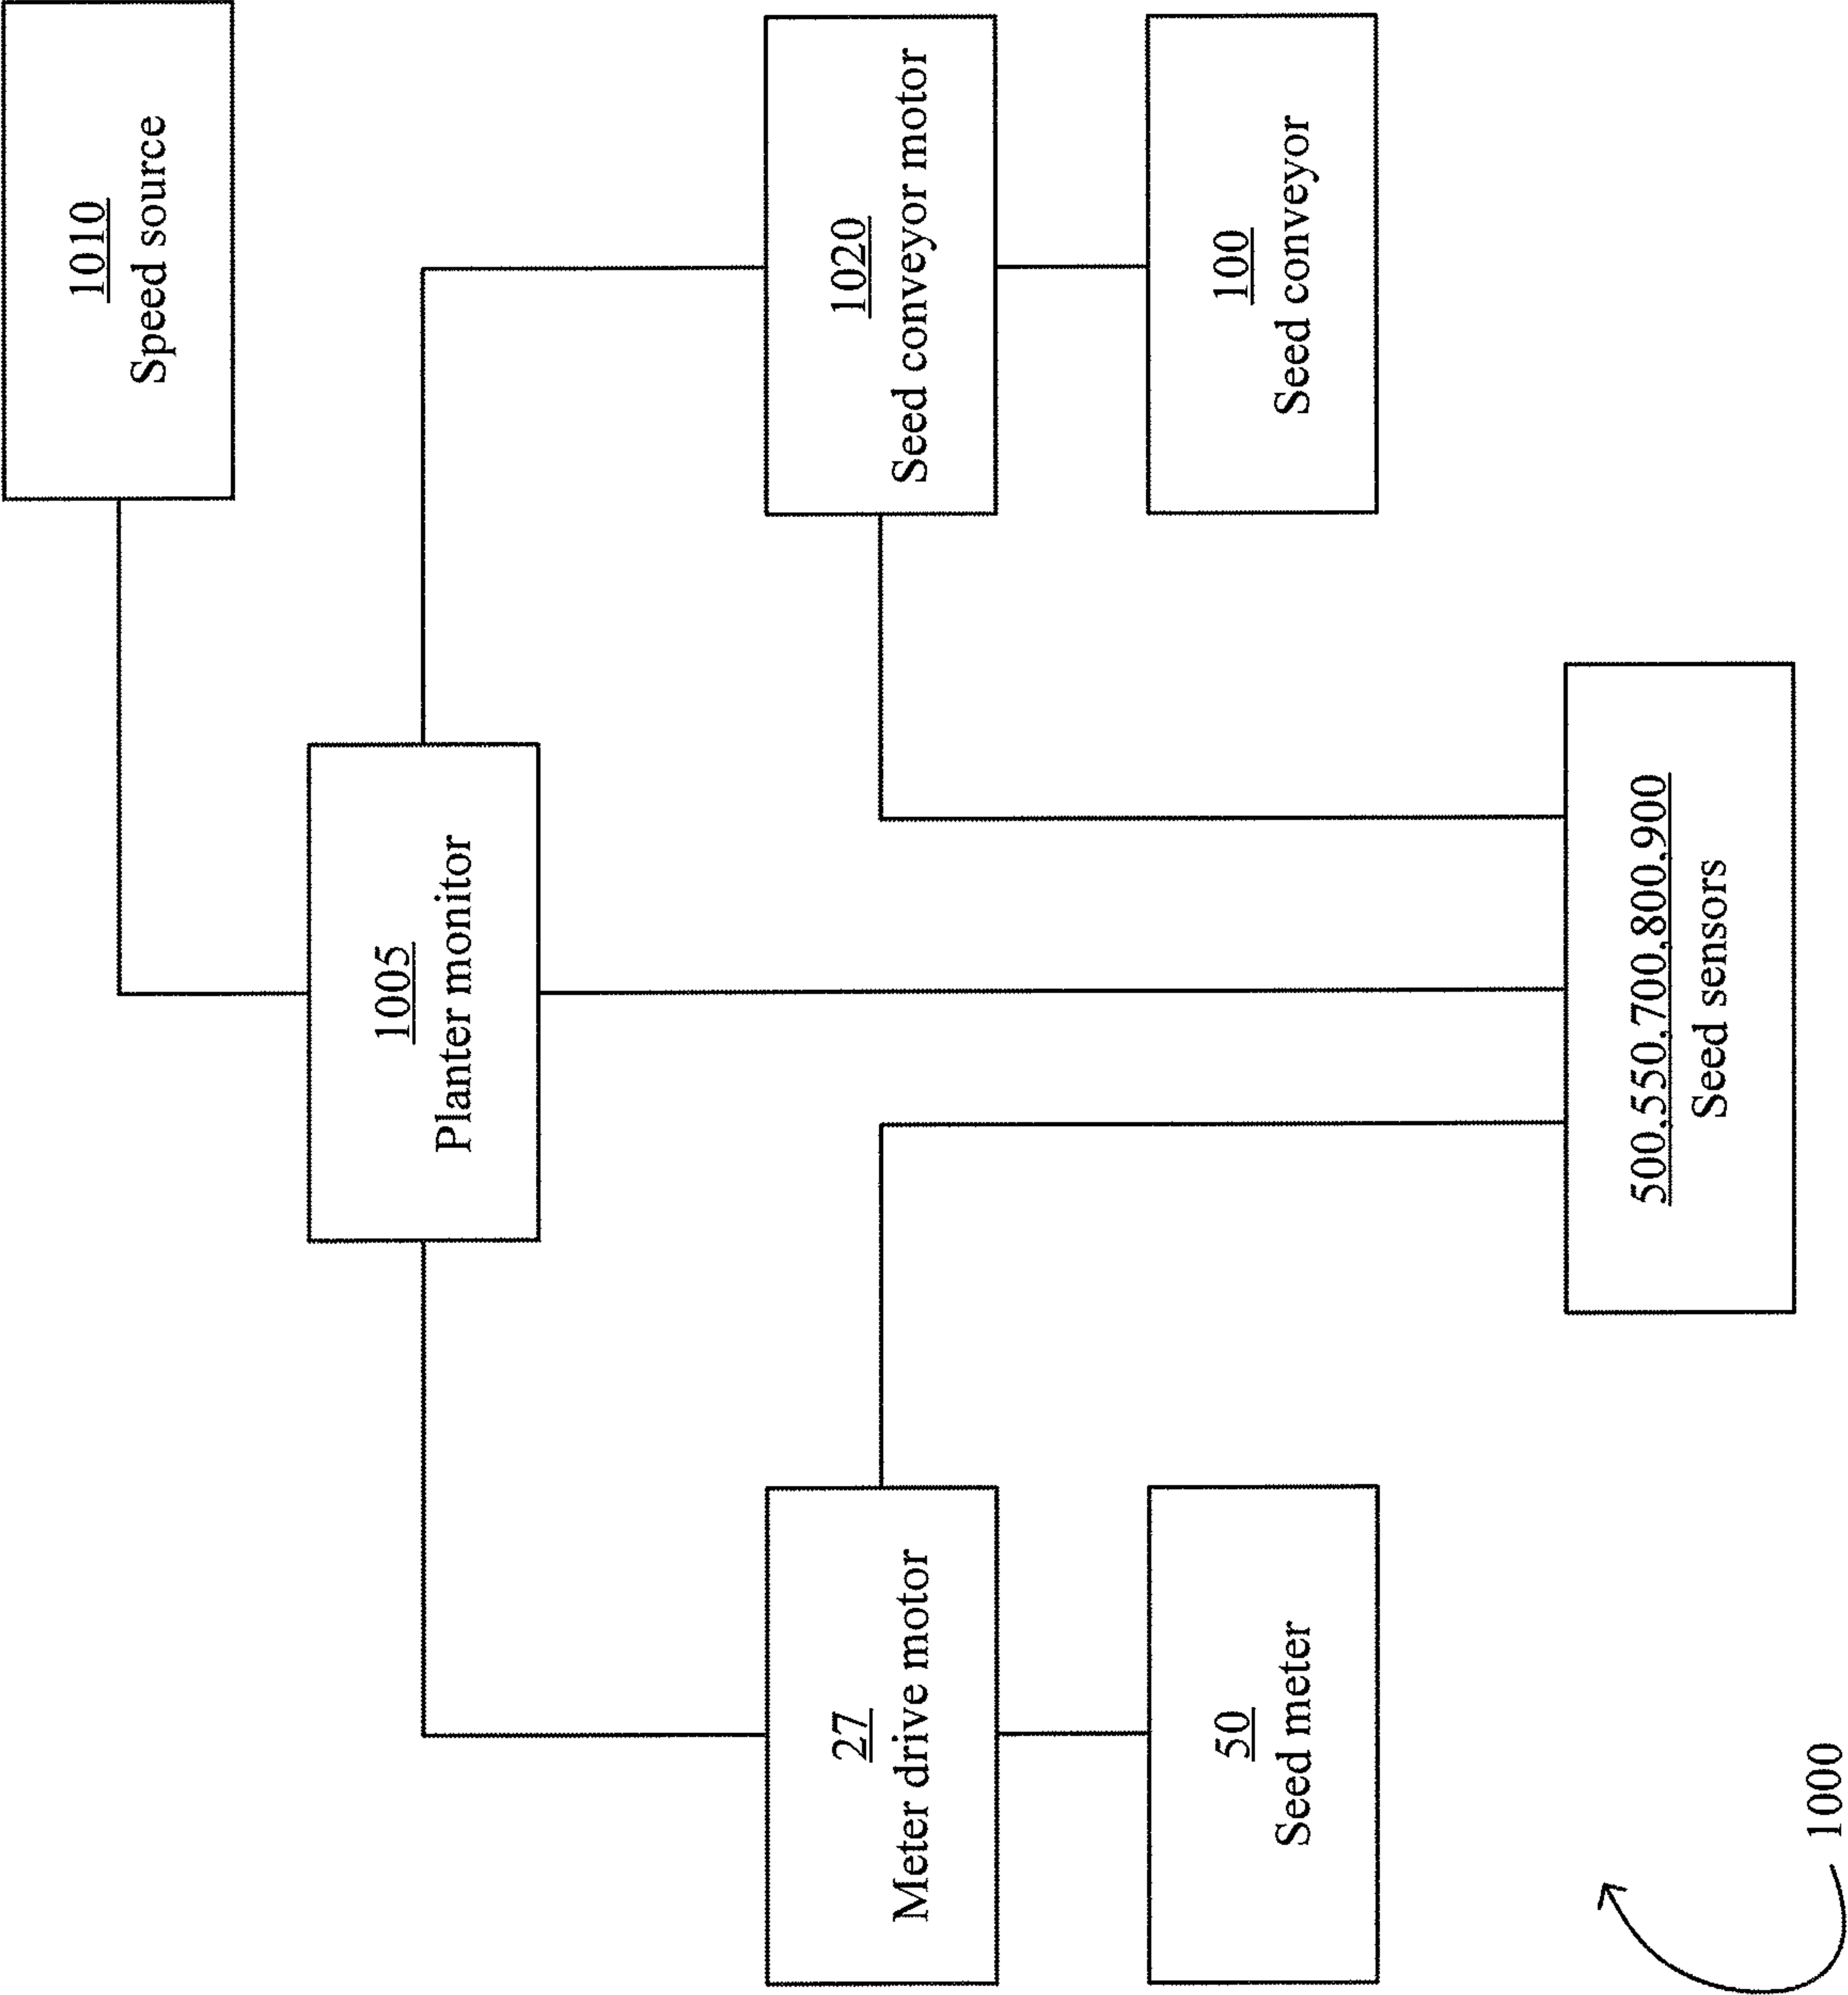 1010
Speed source
1005
Planter monitor
27
Meter drive motor
1020
Seed conveyor motor
50
Seed meter
100
Seed conveyor
500,550,700,800,900
Seed sensors
1000